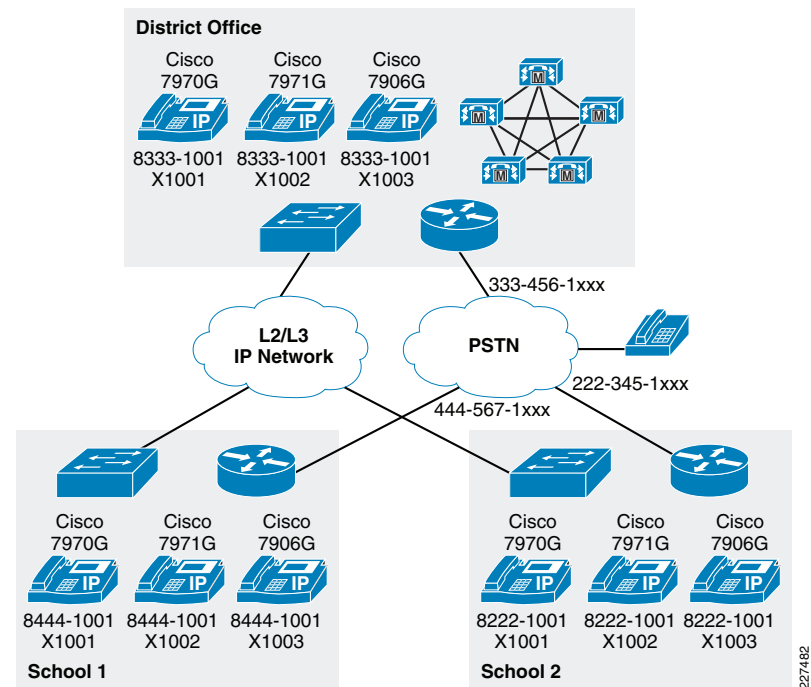 District Office
Cisco 7970G
Cisco 7971G
Cisco 7906G
M
M
M
M
M
IP
IP
IP
8333-1001 X1001
8333-1001 X1002
8333-1001 X1003
333-456-1xxx
L2/L3
IP Network
PSTN
222-345-1xxx
444-567-1xxx
Cisco 7970G
Cisco 7971G
Cisco 7906G
IP
IP
IP
8444-1001 X1001
8444-1001 X1002
8444-1001 X1003
School 1
Cisco 7970G
Cisco 7971G
Cisco 7906G
IP
IP
IP
8222-1001 X1001
8222-1001 X1002
8222-1001 X1003
School 2
227482